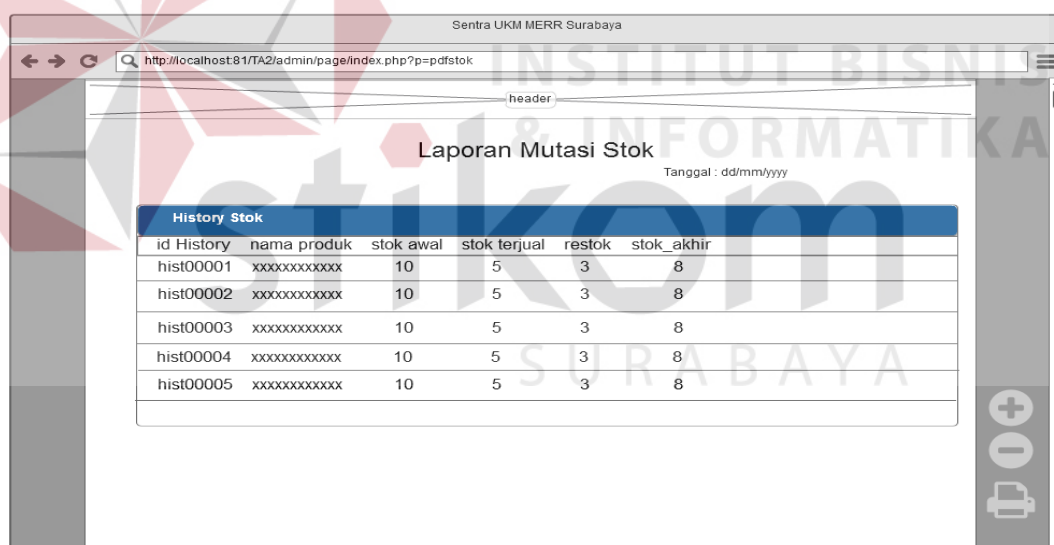 Sentra UKM MERR Surabaya
http://localhost:81/TA2/admin/page/index.php?p=pdfstok
INSTITUT BISNIS
header
& INFORMATIKA
Laporan Mutasi Stok
Tanggal : dd/mm/yyyy
stikom
History Stok
id History nama produk stok awal stok terjual restok stok_akhir
hist00001 xxxxxxxxxxxx 10 5 3 8
hist00002 xxxxxxxxxxxx 10 5 3 8
hist00003 xxxxxxxxxxxx 10 5 3 8
hist00004 xxxxxxxxxxxx 10 5 3 8
hist00005 xxxxxxxxxxxx 10 5 3 8
SURABAYA